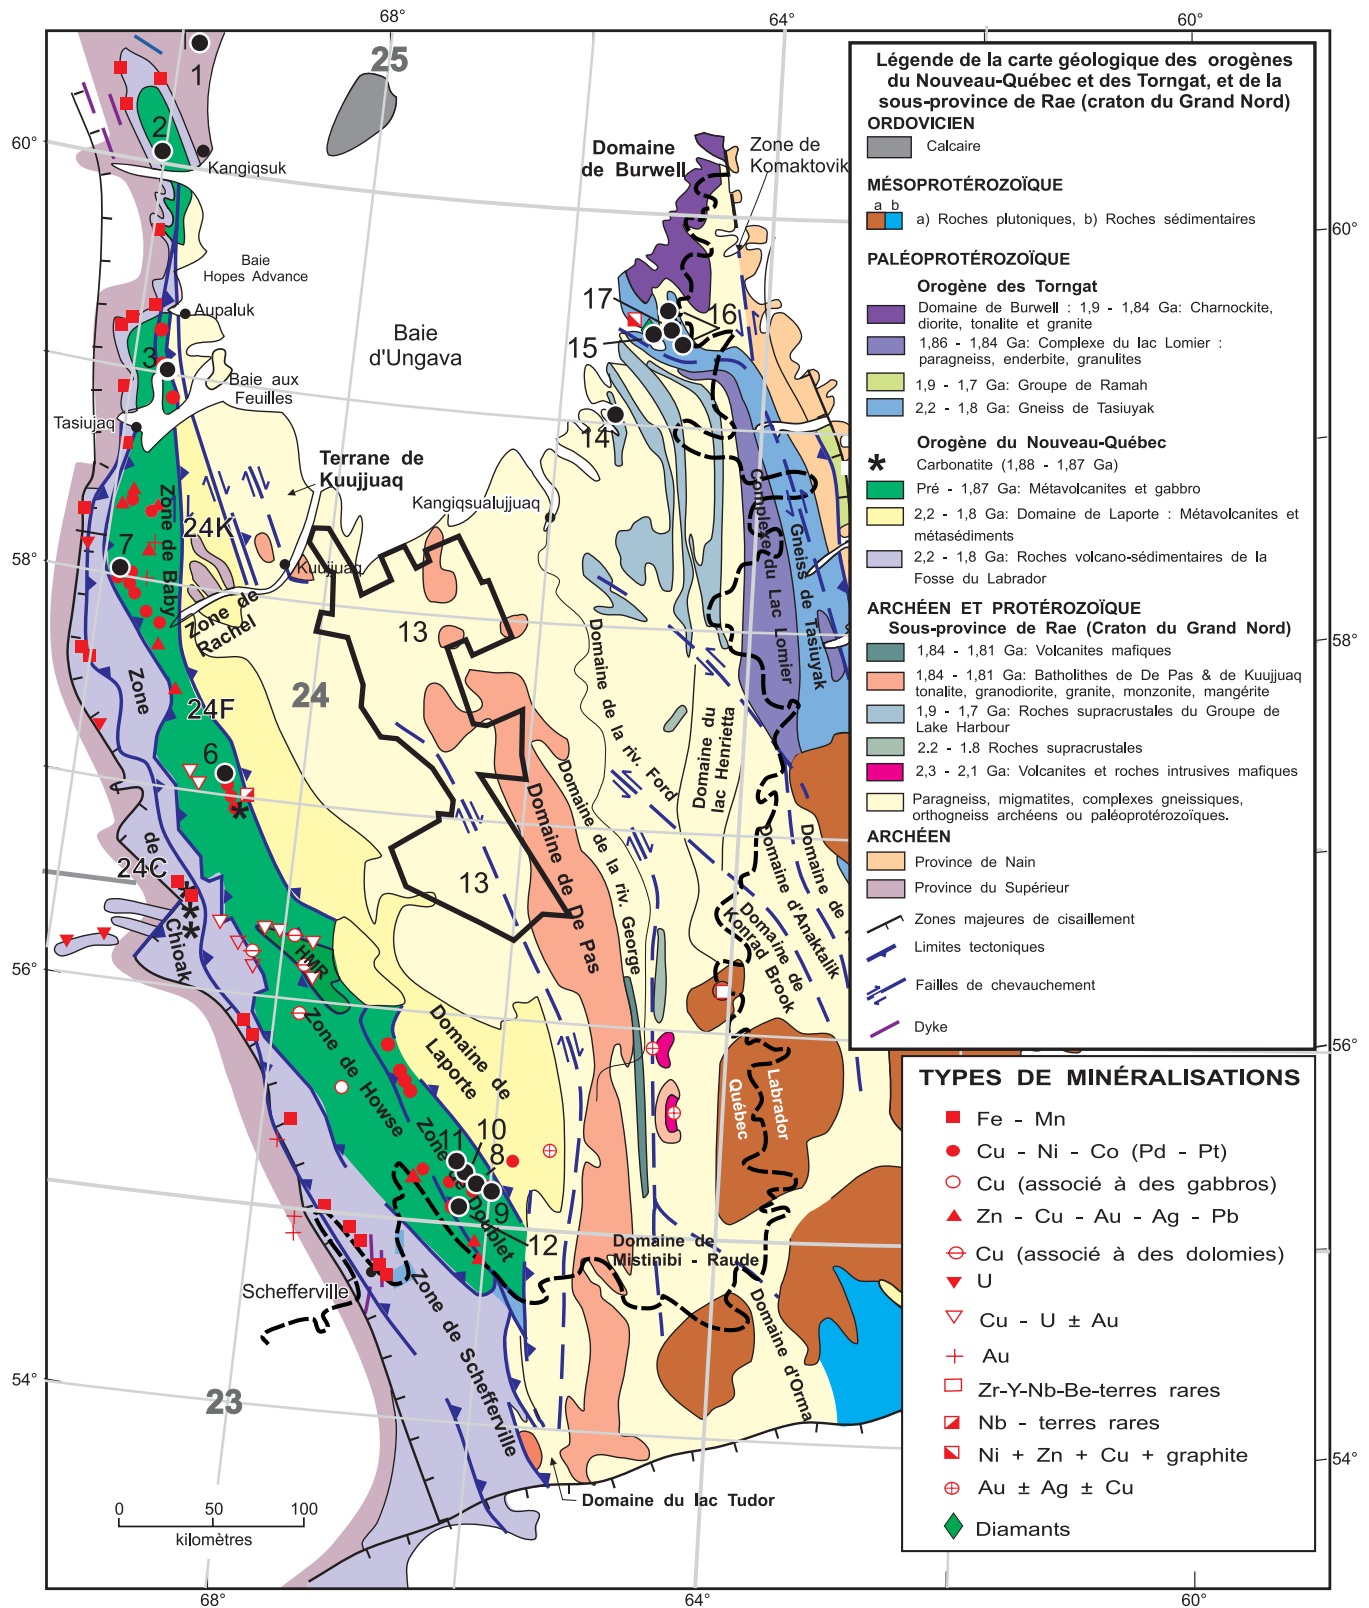 68°
64°
60°
25
1
2
60°
Kangiqsuk
Domaine
de Burwell
Zone de
Komaktovik
Baie
Hopes Advance
Aupaluk
Baie
d'Ungava
17
16
15
3
Baie aux
Feuilles
Tasiujaq
14
Terrane de
Kuujjuaq
Kangiqsualujjuaq
Zone de Baby
24K
58°
7
Kuujjuaq
Zone de
Rachel
Complexe du Lac Lomier
Gneiss de Tasiuyak
13
Zone
24
24F
6
Domaine de la riv. Ford
Domaine du
lac Henrietta
Domaine de la riv. George
Domaine de De Pas
13
24C
de
Chioak
Domaine de
Konrad Brook
Domaine d'Anaktalik
Domaine de
56°
HMR
Zone de Howse
Domaine de
Laporte
Québec
Labrador
Zone de Doublet
11
10
8
9
12
Domaine de
Mistinibi - Raude
Schefferville
Zone de Schefferville
Domaine d'Orma
54°
23
Domaine du lac Tudor
0 50 100
kilomètres
68°
64°
60°
60°
58°
56°
54°
Légende de la carte géologique des orogènes
du Nouveau-Québec et des Torngat, et de la
sous-province de Rae (craton du Grand Nord)
ORDOVICIEN
Calcaire
MÉSOPROTÉROZOÏQUE
a b
a) Roches plutoniques, b) Roches sédimentaires
PALÉOPROTÉROZOÏQUE
Orogène des Torngat
Domaine de Burwell : 1,9 - 1,84 Ga: Charnockite,
diorite, tonalite et granite
1,86 - 1,84 Ga: Complexe du lac Lomier :
paragneiss, enderbite, granulites
1,9 - 1,7 Ga: Groupe de Ramah
2,2 - 1,8 Ga: Gneiss de Tasiuyak
Orogène du Nouveau-Québec
Carbonatite (1,88 - 1,87 Ga)
Pré - 1,87 Ga: Métavolcanites et gabbro
2,2 - 1,8 Ga: Domaine de Laporte : Métavolcanites et
métasédiments
2,2 - 1,8 Ga: Roches volcano-sédimentaires de la
Fosse du Labrador
ARCHÉEN ET PROTÉROZOÏQUE
Sous-province de Rae (Craton du Grand Nord)
1,84 - 1,81 Ga: Volcanites mafiques
1,84 - 1,81 Ga: Batholithes de De Pas & de Kuujjuaq
tonalite, granodiorite, granite, monzonite, mangérite
1,9 - 1,7 Ga: Roches supracrustales du Groupe de
Lake Harbour
2.2 - 1.8 Roches supracrustales
2,3 - 2,1 Ga: Volcanites et roches intrusives mafiques
Paragneiss, migmatites, complexes gneissiques,
orthogneiss archéens ou paléoprotérozoïques.
ARCHÉEN
Province de Nain
Province du Supérieur
Zones majeures de cisaillement
Limites tectoniques
Failles de chevauchement
Dyke
TYPES DE MINÉRALISATIONS
Fe - Mn
Cu - Ni - Co (Pd - Pt)
Cu (associé à des gabbros)
Zn - Cu - Au - Ag - Pb
Cu (associé à des dolomies)
U
Cu - U ± Au
Au
Zr-Y-Nb-Be-terres rares
Nb - terres rares
Ni + Zn + Cu + graphite
Au ± Ag ± Cu
Diamants